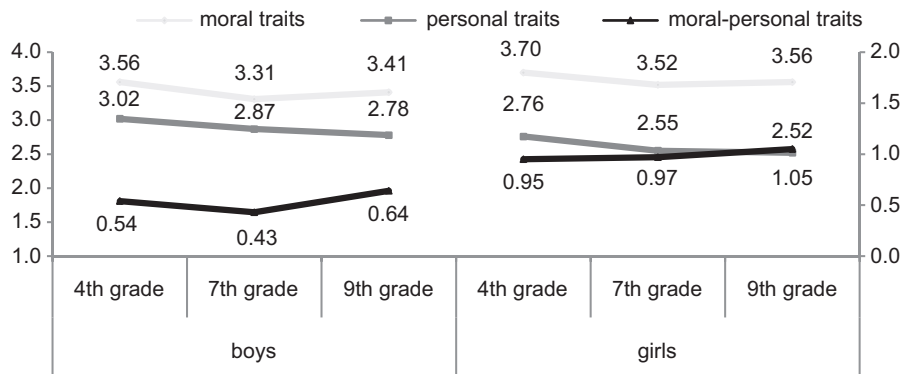 moral traits personal traits moral-personal traits
4.0 3.56 3.31 3.41 3.70 3.52 3.56 2.0
3.5 3.02 2.87 2.78 2.76 2.55 2.52 1.5
3.0
2.5 1.0
2.0 0.54 0.43 0.64 0.95 0.97 1.05
1.5 0.5
1.0 0.0
4th grade 7th grade 9th grade 4th grade 7th grade 9th grade
boys girls